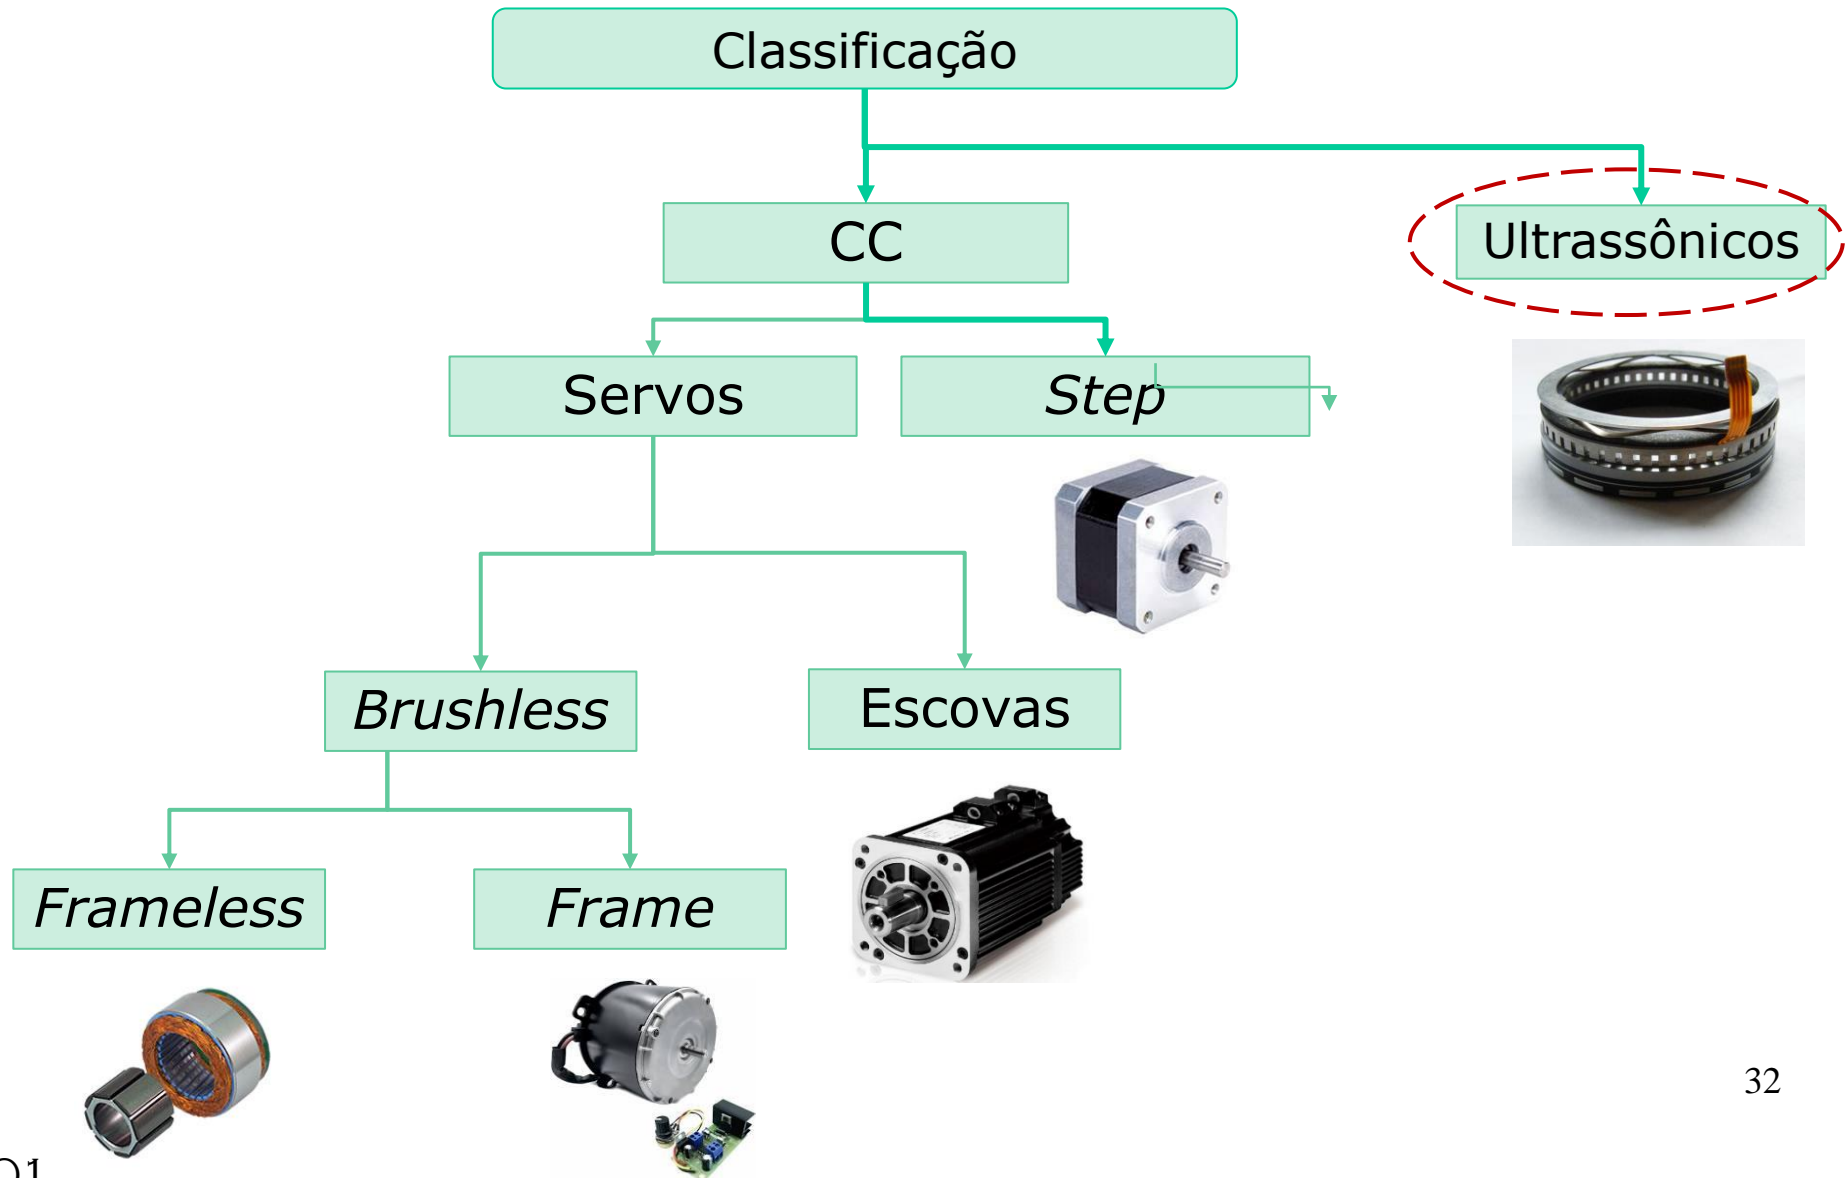 Classificação
CC
Ultrassônicos
Servos
Step
Brushless
Escovas
Frameless
Frame
32